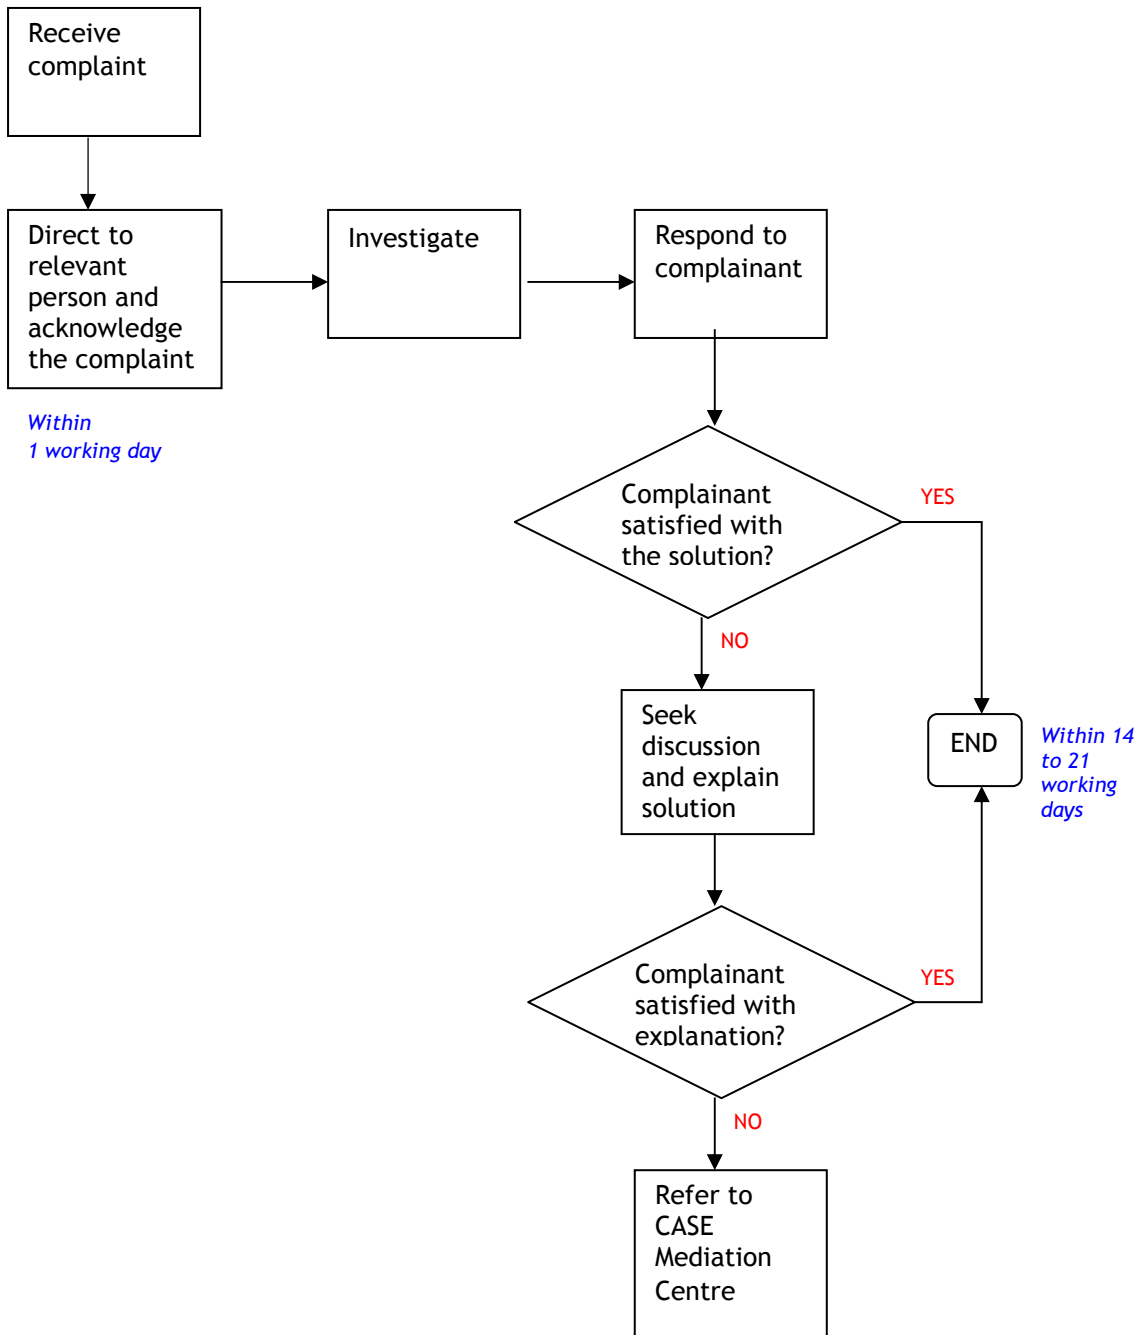 Receive
complaint
Direct to
relevant
person and
acknowledge
the complaint
Within
1 working day
Investigate
Respond to
complainant
Complainant
satisfied with
the solution?
YES
NO
Seek
discussion
and explain
solution
END
Within 14
to 21
working
days
Complainant
satisfied with
explanation?
YES
NO
Refer to
CASE
Mediation
Centre